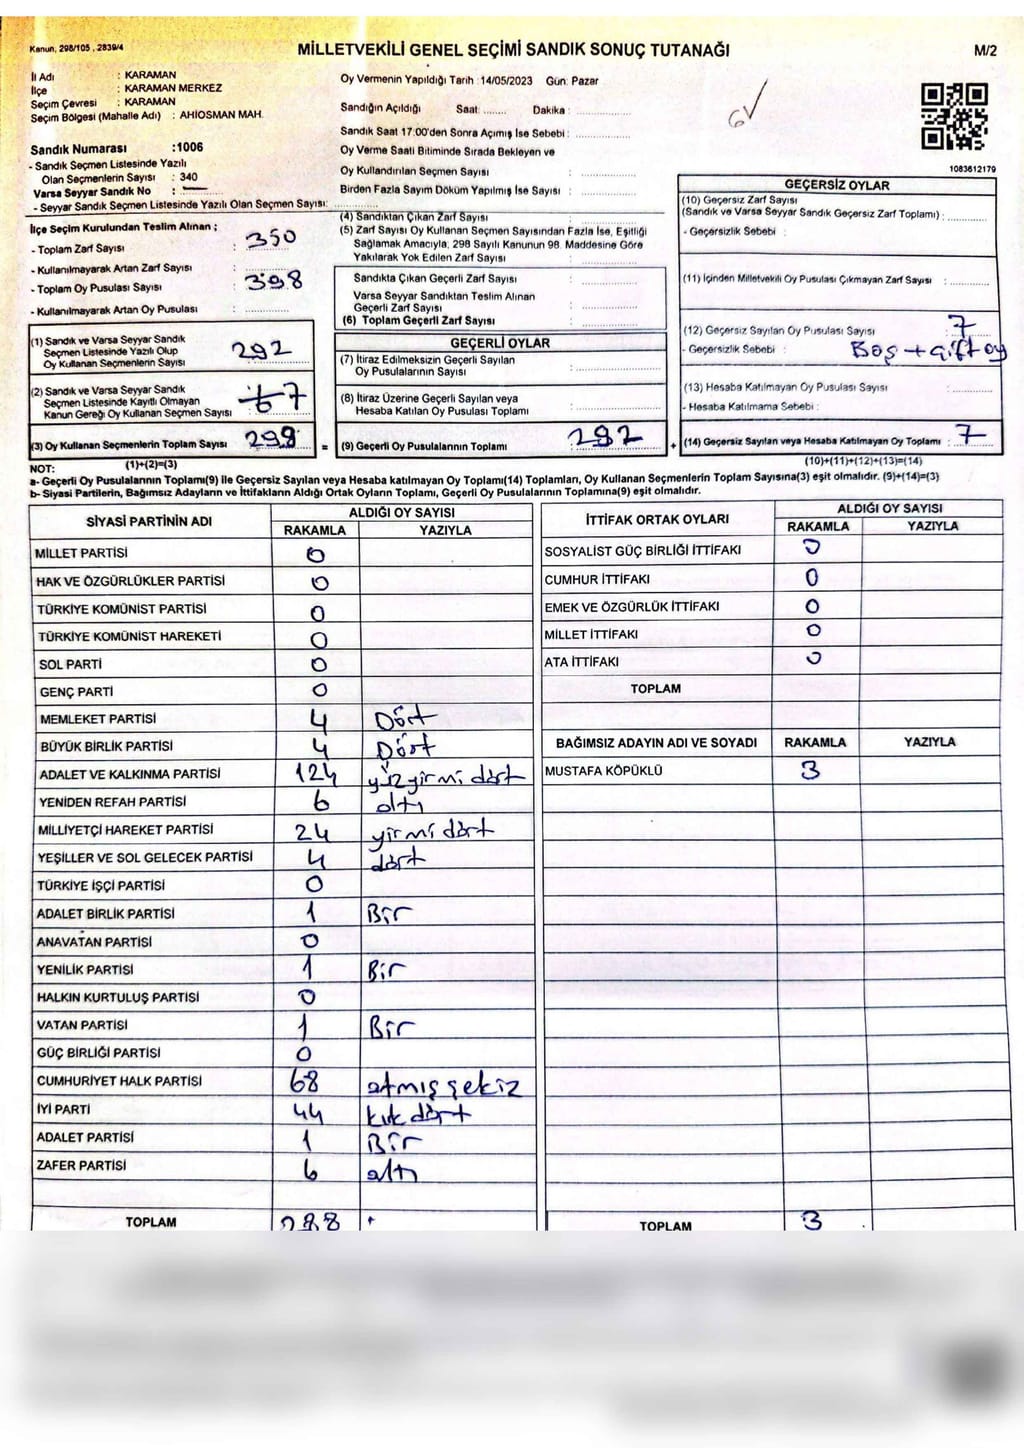 Kanun, 298/105 , 2839/4
MİLLETVEKİLİ GENEL SEÇİMİ SANDIK SONUÇ TUTANAĞI
M/2
İl Adı : KARAMAN
İlçe : KARAMAN MERKEZ
Seçim Çevresi : KARAMAN
Seçim Bölgesi (Mahalle Adı) : AHİOSMAN MAH.
Oy Vermenin Yapıldığı Tarih :14/05/2023 Gün: Pazar
Sandığın Açıldığı Saat: ........ Dakika : ................
Sandık Saat 17:00'den Sonra Açımış İse Sebebi : ................
Oy Verme Saati Bitiminde Sırada Bekleyen ve
Oy Kullandırılan Seçmen Sayısı : ................
Birden Fazla Sayım Döküm Yapılmış İse Sayısı : ................
1083612179
Sandık Numarası :1006
- Sandık Seçmen Listesinde Yazılı
Olan Seçmenlerin Sayısı : 340
Varsa Seyyar Sandık No :
- Seyyar Sandık Seçmen Listesinde Yazılı Olan Seçmen Sayısı: ................
İlçe Seçim Kurulundan Teslim Alınan ;
- Toplam Zarf Sayısı : 350
- Kullanılmayarak Artan Zarf Sayısı : ................
- Toplam Oy Pusulası Sayısı : 398
- Kullanılmayarak Artan Oy Pusulası : ................
(1) Sandık ve Varsa Seyyar Sandık
Seçmen Listesinde Yazılı Olup
Oy Kullanan Seçmenlerin Sayısı : 292
(2) Sandık ve Varsa Seyyar Sandık
Seçmen Listesinde Kayıtlı Olmayan
Kanun Gereği Oy Kullanan Seçmen Sayısı : 7
(3) Oy Kullanan Seçmenlerin Toplam Sayısı : 299
(1)+(2)=(3)
(4) Sandıktan Çıkan Zarf Sayısı : ................
(5) Zarf Sayısı Oy Kullanan Seçmen Sayısından Fazla İse, Eşitliği
Sağlamak Amacıyla, 298 Sayılı Kanunun 98. Maddesine Göre
Yakılarak Yok Edilen Zarf Sayısı : ................
Sandıkta Çıkan Geçerli Zarf Sayısı : ................
Varsa Seyyar Sandıktan Teslim Alınan
Geçerli Zarf Sayısı : ................
(6) Toplam Geçerli Zarf Sayısı : ................
GEÇERLİ OYLAR
(7) İtiraz Edilmeksizin Geçerli Sayılan
Oy Pusulalarının Sayısı : ................
(8) İtiraz Üzerine Geçerli Sayılan veya
Hesaba Katılan Oy Pusulası Toplamı : ................
= (9) Geçerli Oy Pusulalarının Toplamı : 292
GEÇERSİZ OYLAR
(10) Geçersiz Zarf Sayısı
(Sandık ve Varsa Seyyar Sandık Geçersiz Zarf Toplamı) : ............
- Geçersizlik Sebebi :
(11) İçinden Milletvekili Oy Pusulası Çıkmayan Zarf Sayısı : ............
(12) Geçersiz Sayılan Oy Pusulası Sayısı : 7
- Geçersizlik Sebebi : Boş + Çift oy
(13) Hesaba Katılmayan Oy Pusulası Sayısı : ............
- Hesaba Katılmama Sebebi :
+ (14) Geçersiz Sayılan veya Hesaba Katılmayan Oy Toplamı : 7
(10)+(11)+(12)+(13)=(14)
NOT:
a- Geçerli Oy Pusulalarının Toplamı(9) ile Geçersiz Sayılan veya Hesaba katılmayan Oy Toplamı(14) Toplamları, Oy Kullanan Seçmenlerin Toplam Sayısına(3) eşit olmalıdır. (9)+(14)=(3)
b- Siyasi Partilerin, Bağımsız Adayların ve İttifakların Aldığı Ortak Oyların Toplamı, Geçerli Oy Pusulalarının Toplamına(9) eşit olmalıdır.
SİYASİ PARTİNİN ADI
ALDIĞI OY SAYISI
RAKAMLA YAZIYLA
MİLLET PARTİSİ 0
HAK VE ÖZGÜRLÜKLER PARTİSİ 0
TÜRKİYE KOMÜNİST PARTİSİ 0
TÜRKİYE KOMÜNİST HAREKETİ 0
SOL PARTİ 0
GENÇ PARTİ 0
MEMLEKET PARTİSİ 4 Dört
BÜYÜK BİRLİK PARTİSİ 4 Dört
ADALET VE KALKINMA PARTİSİ 124 yüzyirmi dört
YENİDEN REFAH PARTİSİ 6 altı
MİLLİYETÇİ HAREKET PARTİSİ 24 yirmi dört
YEŞİLLER VE SOL GELECEK PARTİSİ 4 dört
TÜRKİYE İŞÇİ PARTİSİ 0
ADALET BİRLİK PARTİSİ 1 Bir
ANAVATAN PARTİSİ 0
YENİLİK PARTİSİ 1 Bir
HALKIN KURTULUŞ PARTİSİ 0
VATAN PARTİSİ 1 Bir
GÜÇ BİRLİĞİ PARTİSİ 0
CUMHURİYET HALK PARTİSİ 68 atmış şekiz
İYİ PARTİ 44 kırk dört
ADALET PARTİSİ 1 Bir
ZAFER PARTİSİ 6 altı
TOPLAM 288
İTTİFAK ORTAK OYLARI
ALDIĞI OY SAYISI
RAKAMLA YAZIYLA
SOSYALİST GÜÇ BİRLİĞİ İTTİFAKI 0
CUMHUR İTTİFAKI 0
EMEK VE ÖZGÜRLÜK İTTİFAKI 0
MİLLET İTTİFAKI 0
ATA İTTİFAKI 0
TOPLAM
BAĞIMSIZ ADAYIN ADI VE SOYADI RAKAMLA YAZIYLA
MUSTAFA KÖPÜKLÜ 3
TOPLAM 3